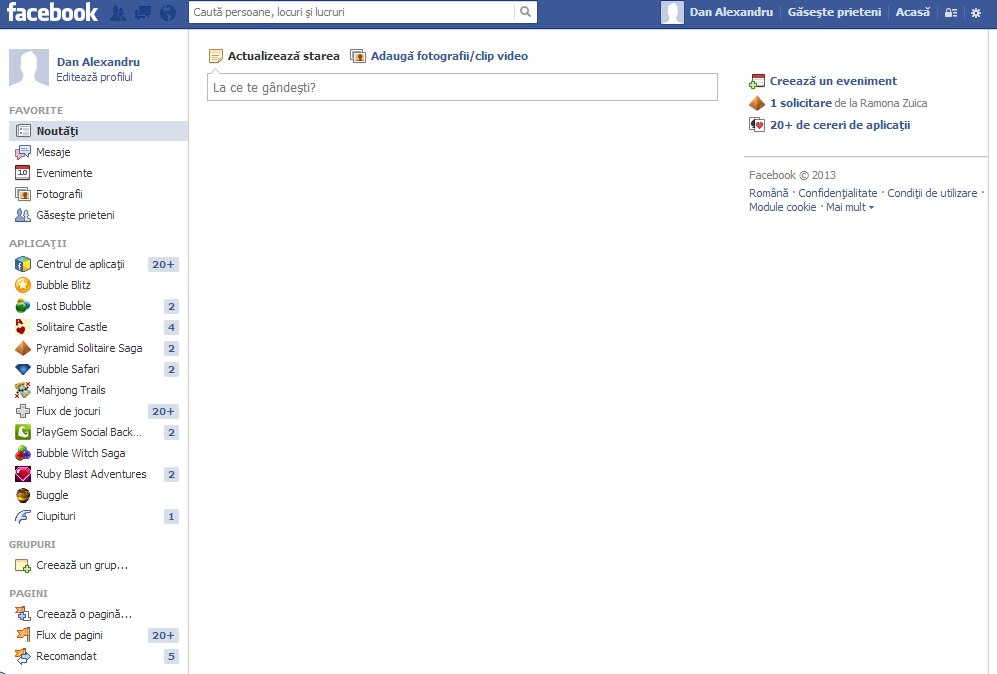 facebook
Caută persoane, locuri şi lucruri
Dan Alexandru
Găseşte prieteni
Acasă
Dan Alexandru
Editează profilul
FAVORITE
Noutăţi
Mesaje
10
Evenimente
Fotografii
Găseşte prieteni
APLICAŢII
Centrul de aplicaţii 20+
Bubble Blitz
Lost Bubble 2
Solitaire Castle 4
Pyramid Solitaire Saga 2
Bubble Safari 2
Mahjong Trails
Flux de jocuri 20+
PlayGem Social Back... 2
Bubble Witch Saga
Ruby Blast Adventures 2
Buggle
Ciupituri 1
GRUPURI
Creează un grup...
PAGINI
Creează o pagină...
Flux de pagini 20+
Recomandat 5
Actualizează starea
Adaugă fotografii/clip video
La ce te gândeşti?
Creează un eveniment
1 solicitare de la Ramona Zuica
20+ de cereri de aplicaţii
Facebook © 2013
Română · Confidenţialitate · Condiţii de utilizare ·
Module cookie · Mai mult